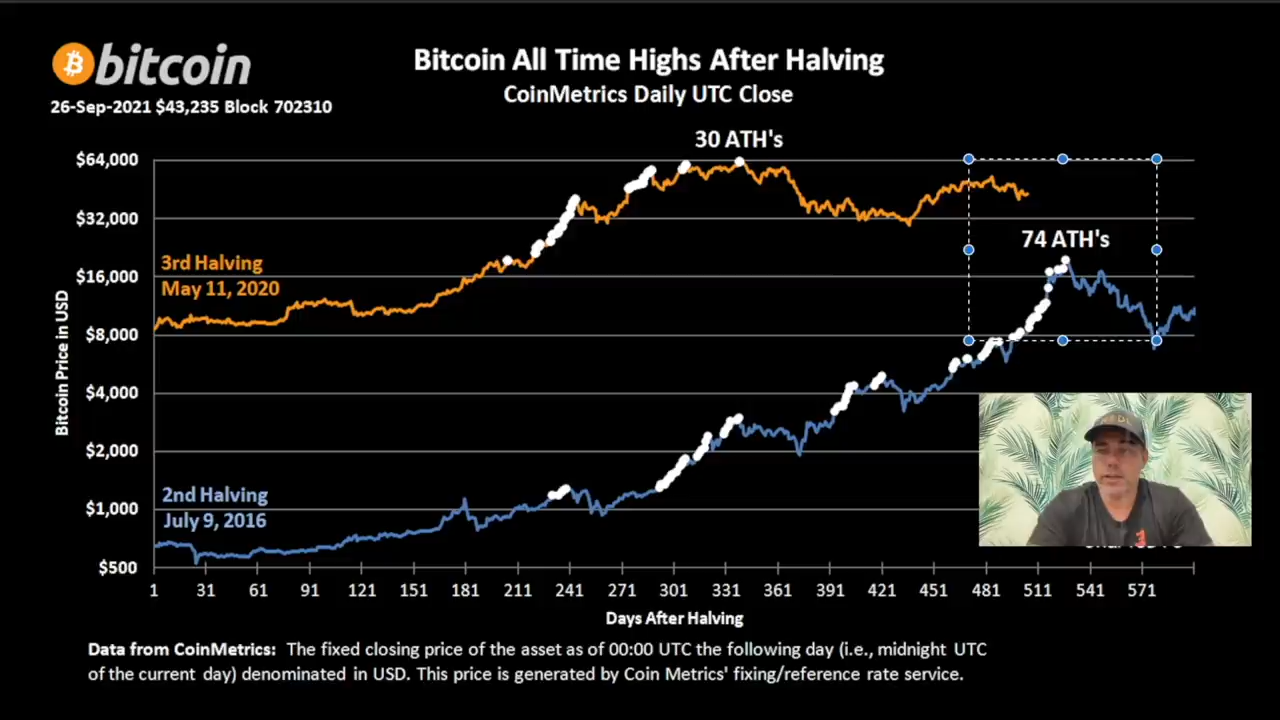 bitcoin
26-Sep-2021 $43,235 Block 702310
Bitcoin All Time Highs After Halving
CoinMetrics Daily UTC Close
30 ATH's
$64,000
$32,000
74 ATH's
3rd Halving
May 11, 2020
$16,000
$8,000
Bitcoin Price in USD
$4,000
$2,000
2nd Halving
July 9, 2016
$1,000
$500
1 31 61 91 121 151 181 211 241 271 301 331 361 391 421 451 481 511 541 571
Days After Halving
Data from CoinMetrics: The fixed closing price of the asset as of 00:00 UTC the following day (i.e., midnight UTC
of the current day) denominated in USD. This price is generated by Coin Metrics' fixing/reference rate service.